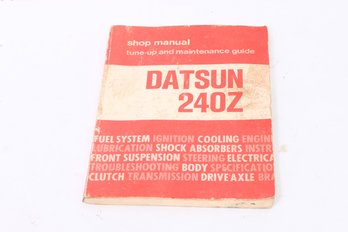 shop manual
tune-up and maintenance guide
DATSUN
240Z
FUEL SYSTEM IGNITION COOLING ENGIN
LUBRICATION SHOCK ABSORBERS INSTR
FRONT SUSPENSION STEERING ELECTRICA
TROUBLESHOOTING BODY SPECIFICATION
CLUTCH TRANSMISSION DRIVE AXLE BRA